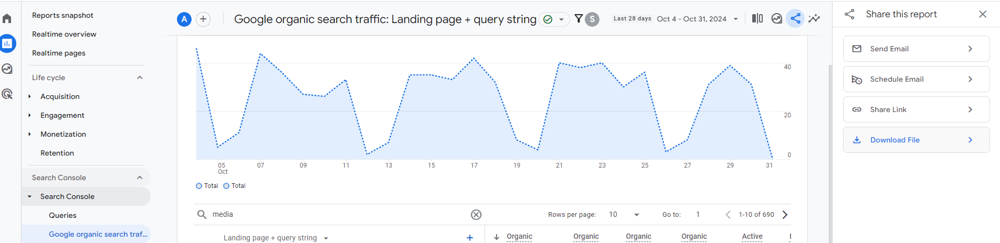 Reports snapshot
Realtime overview
Realtime pages
Life cycle
Acquisition
Engagement
Monetization
Retention
Search Console
Search Console
Queries
Google organic search traf...
A
Google organic search traffic: Landing page + query string
S
Last 28 days Oct 4 - Oct 31, 2024
40
20
0
05 07 09 11 13 15 17 19 21 23 25 27 29 31
Oct
Total Total
media
Rows per page: 10 Go to: 1 1-10 of 690
Landing page + query string
Organic Organic Organic Organic Active
Share this report
Send Email
Schedule Email
Share Link
Download File